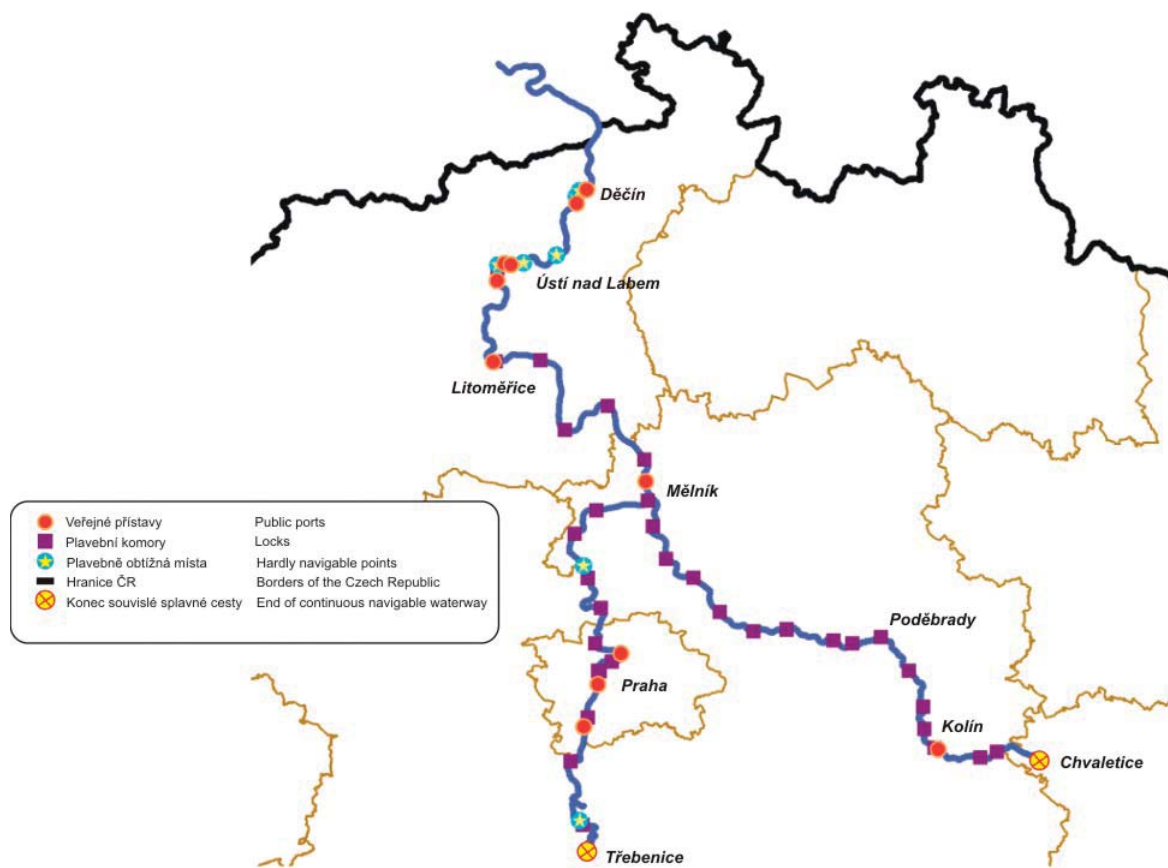 Děčín
Ústí nad Labem
Litoměřice
Mělník
Veřejné přístavy Public ports
Plavební komory Locks
Plavebně obtížná místa Hardly navigable points
Hranice ČR Borders of the Czech Republic
Konec souvislé splavné cesty End of continuous navigable waterway
Poděbrady
Praha
Kolín
Chvaletice
Třebenice